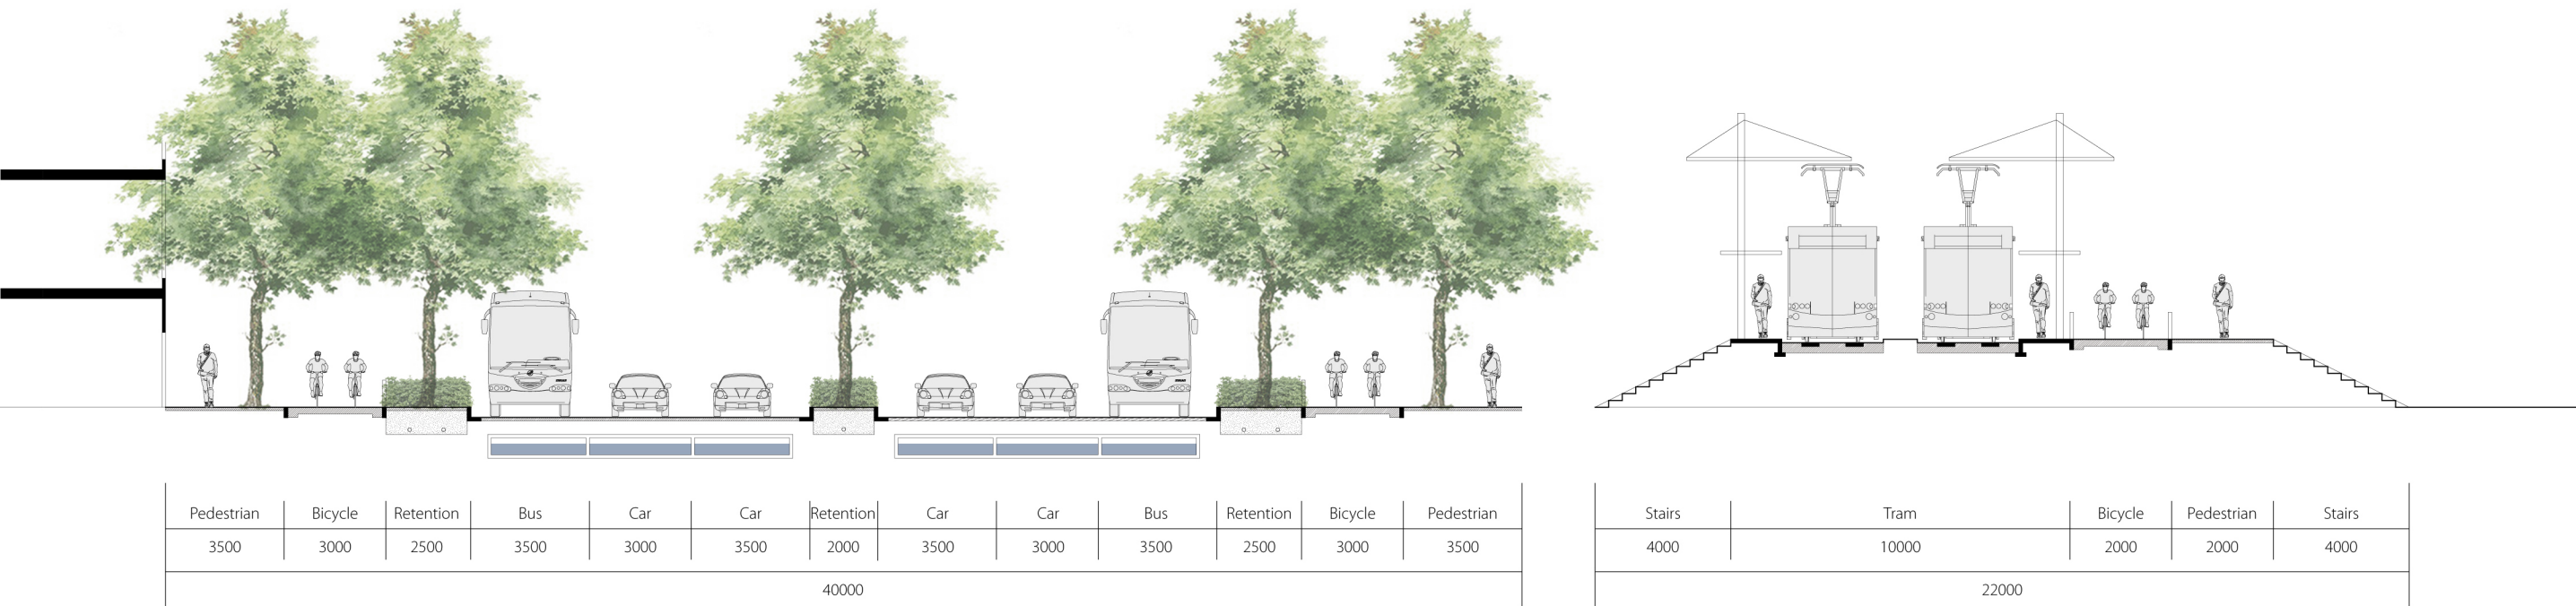 Pedestrian Bicycle Retention Bus Car Car Retention Car Car Bus Retention Bicycle Pedestrian
3500 3000 2500 3500 3000 3500 2000 3500 3000 3500 2500 3000 3500
40000
Stairs Tram Bicycle Pedestrian Stairs
4000 10000 2000 2000 4000
22000